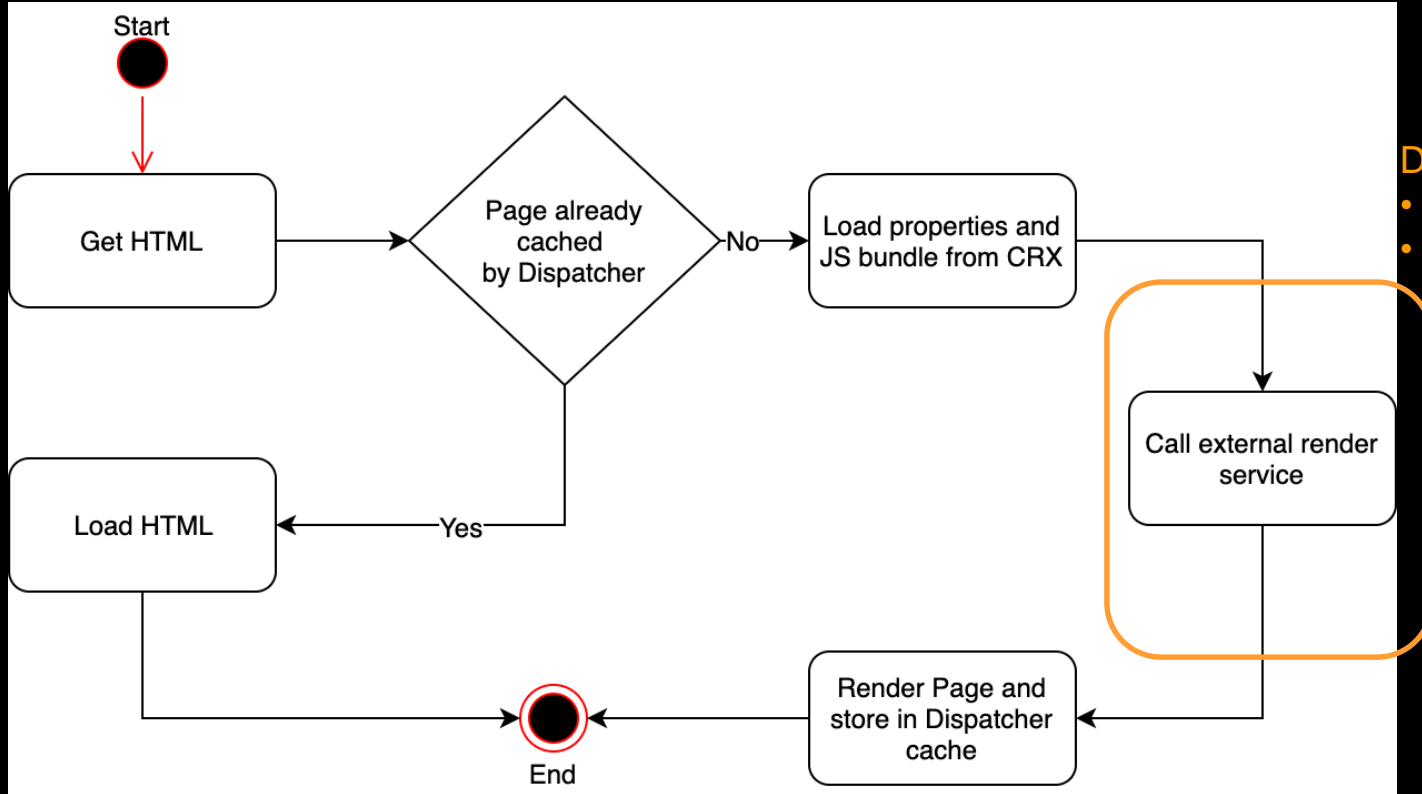 Start
Get HTML
Page already
cached
by Dispatcher
No
Load properties and
JS bundle from CRX
D
•
•
Call external render
service
Yes
Load HTML
Render Page and
store in Dispatcher
cache
End